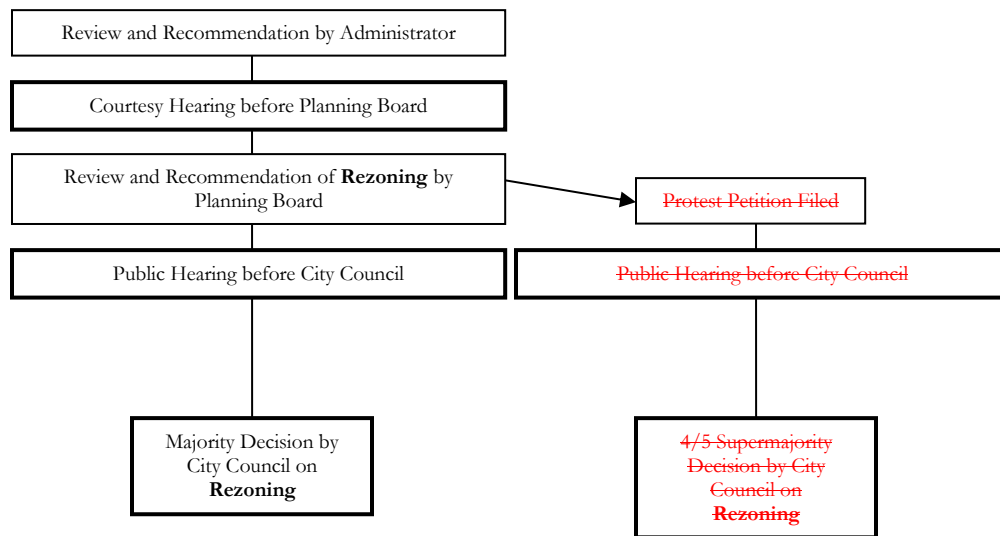 Review and Recommendation by Administrator
Courtesy Hearing before Planning Board
Review and Recommendation of Rezoning by
Planning Board
Protest Petition Filed
Public Hearing before City Council
Public Hearing before City Council
Majority Decision by
City Council on
Rezoning
4/5 Supermajority
Decision by City
Council on
Rezoning